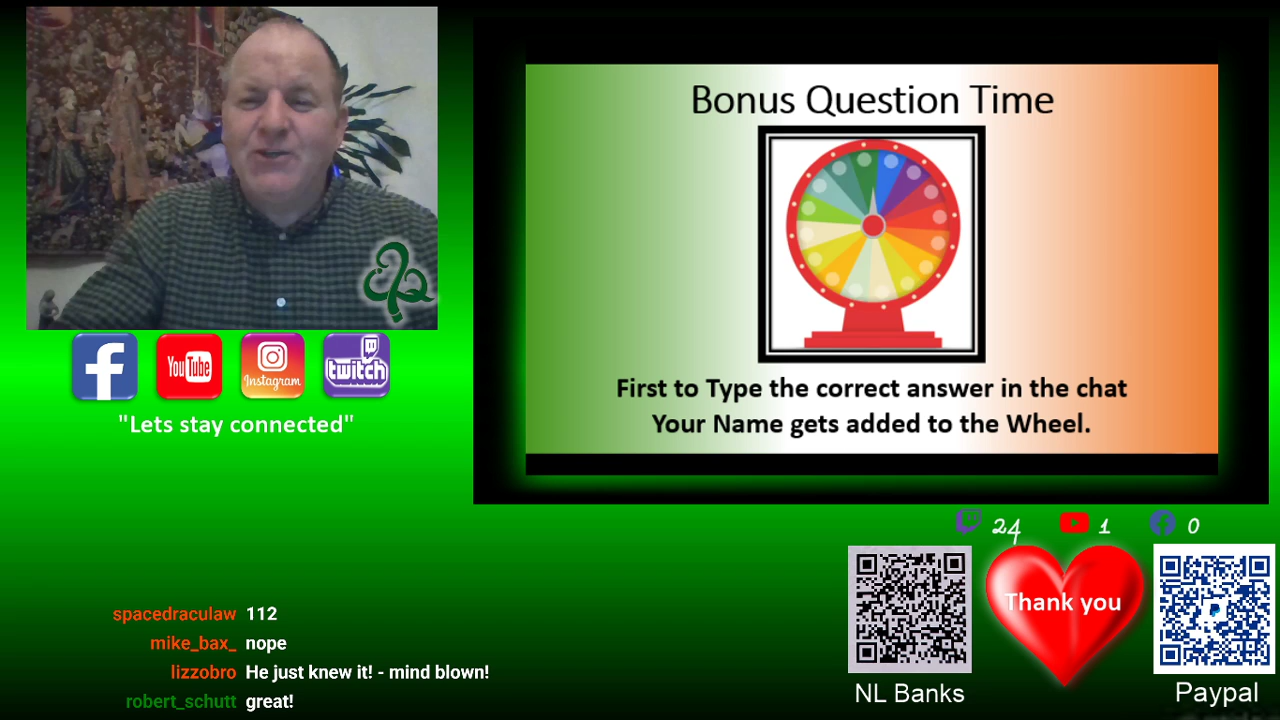 Bonus Question Time
First to Type the correct answer in the chat
Your Name gets added to the Wheel.
YouTube
Instagram
twitch
"Lets stay connected"
24
1
0
Thank you
NL Banks
Paypal
spacedraculaw 112
mike_bax_ nope
lizzobro He just knew it! - mind blown!
robert_schutt great!